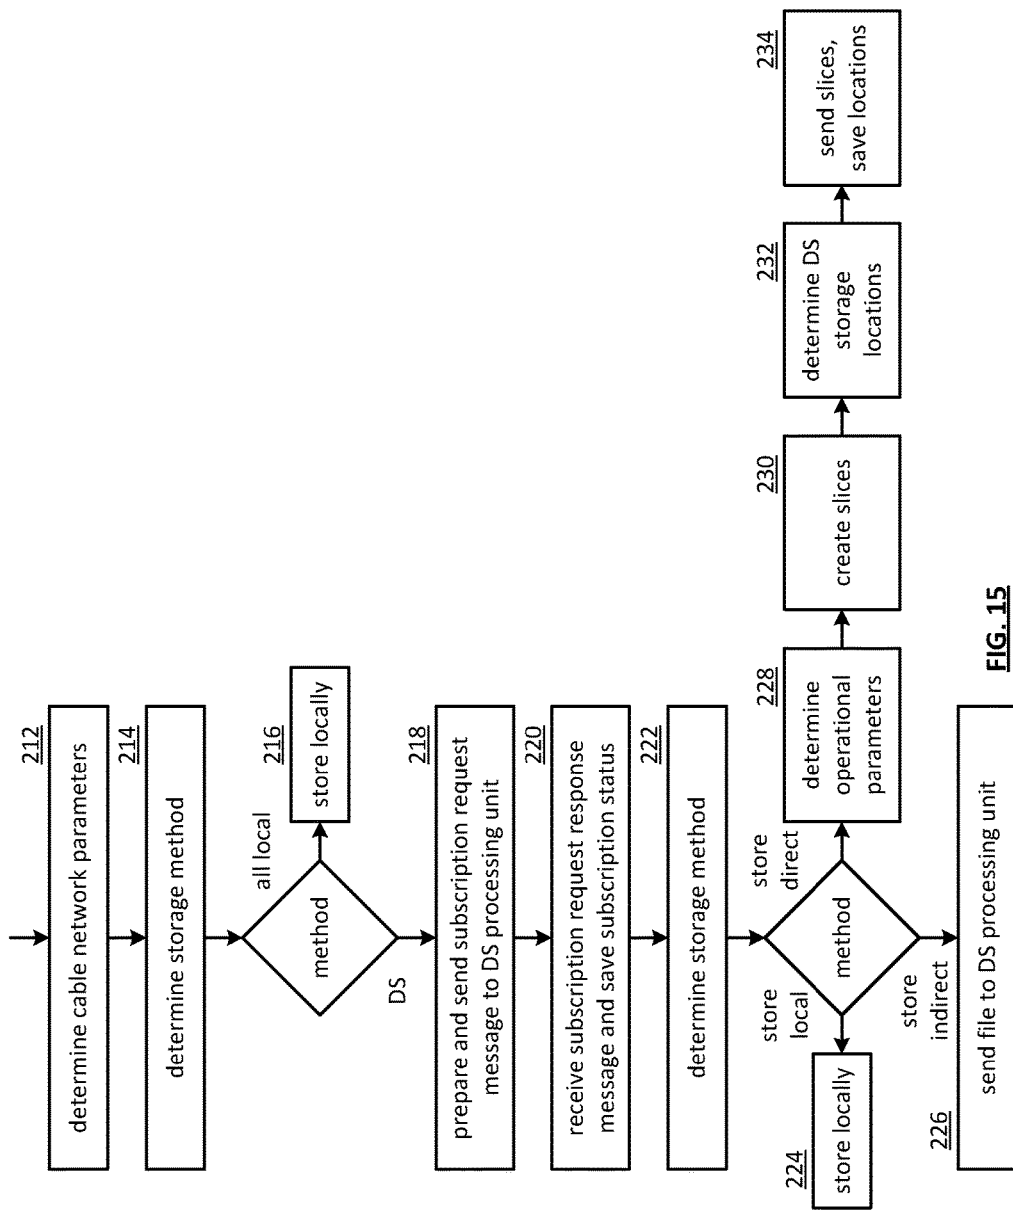 212
determine cable network parameters
214
determine storage method
method
all local
216
store locally
DS
218
prepare and send subscription request
message to DS processing unit
220
receive subscription request response
message and save subscription status
222
determine storage method
method
store
local
224
store locally
store
indirect
226
send file to DS processing unit
store
direct
228
determine
operational
parameters
230
create slices
232
determine DS
storage
locations
234
send slices,
save locations
FIG. 15